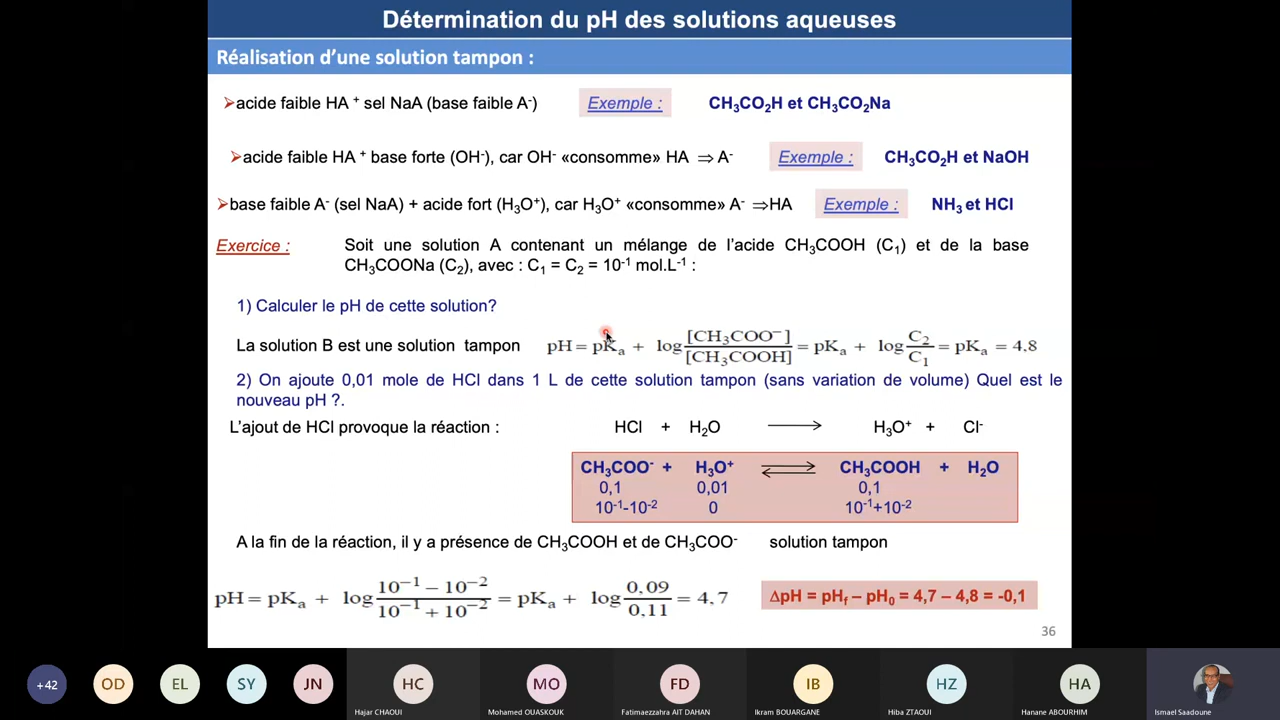 Détermination du pH des solutions aqueuses
Réalisation d’une solution tampon :
➢acide faible HA + sel NaA (base faible A-) Exemple : CH3CO2H et CH3CO2Na
➢acide faible HA + base forte (OH-), car OH- «consomme» HA ⇒ A- Exemple : CH3CO2H et NaOH
➢base faible A- (sel NaA) + acide fort (H3O+), car H3O+ «consomme» A- ⇒HA Exemple : NH3 et HCl
Exercice : Soit une solution A contenant un mélange de l’acide CH3COOH (C1) et de la base
CH3COONa (C2), avec : C1 = C2 = 10-1 mol.L-1 :
1) Calculer le pH de cette solution?
La solution B est une solution tampon pH = pKa + log [CH3COO−]/[CH3COOH] = pKa + log C2/C1 = pKa = 4,8
2) On ajoute 0,01 mole de HCl dans 1 L de cette solution tampon (sans variation de volume) Quel est le
nouveau pH ?.
L’ajout de HCl provoque la réaction : HCl + H2O ⟶ H3O+ + Cl-
CH3COO- + H3O+ ⇌ CH3COOH + H2O
0,1 0,01 0,1
10-1-10-2 0 10-1+10-2
A la fin de la réaction, il y a présence de CH3COOH et de CH3COO- solution tampon
pH = pKa + log (10−1 − 10−2)/(10−1 + 10−2) = pKa + log 0,09/0,11 = 4,7 ΔpH = pHf – pH0 = 4,7 – 4,8 = -0,1
36
+42 OD EL SY JN HC MO FD IB HZ HA
Hajar CHAOUI Mohamed OUASKOUK Fatimaezzahra AIT DAHAN Ikram BOUARGANE Hiba ZTAOUI Hanane ABOURHIM Ismael Saadoune